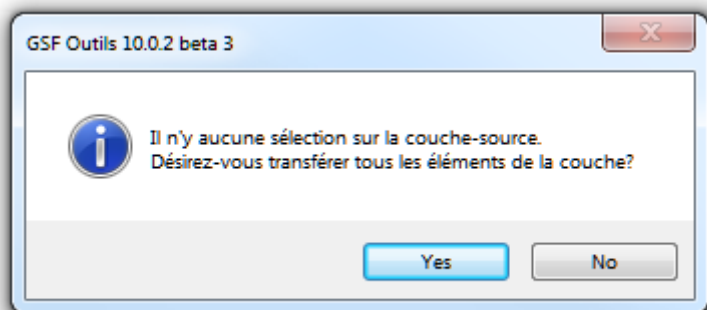 GSF Outils 10.0.2 beta 3
Il n'y aucune sélection sur la couche-source.
Désirez-vous transférer tous les éléments de la couche?
Yes No